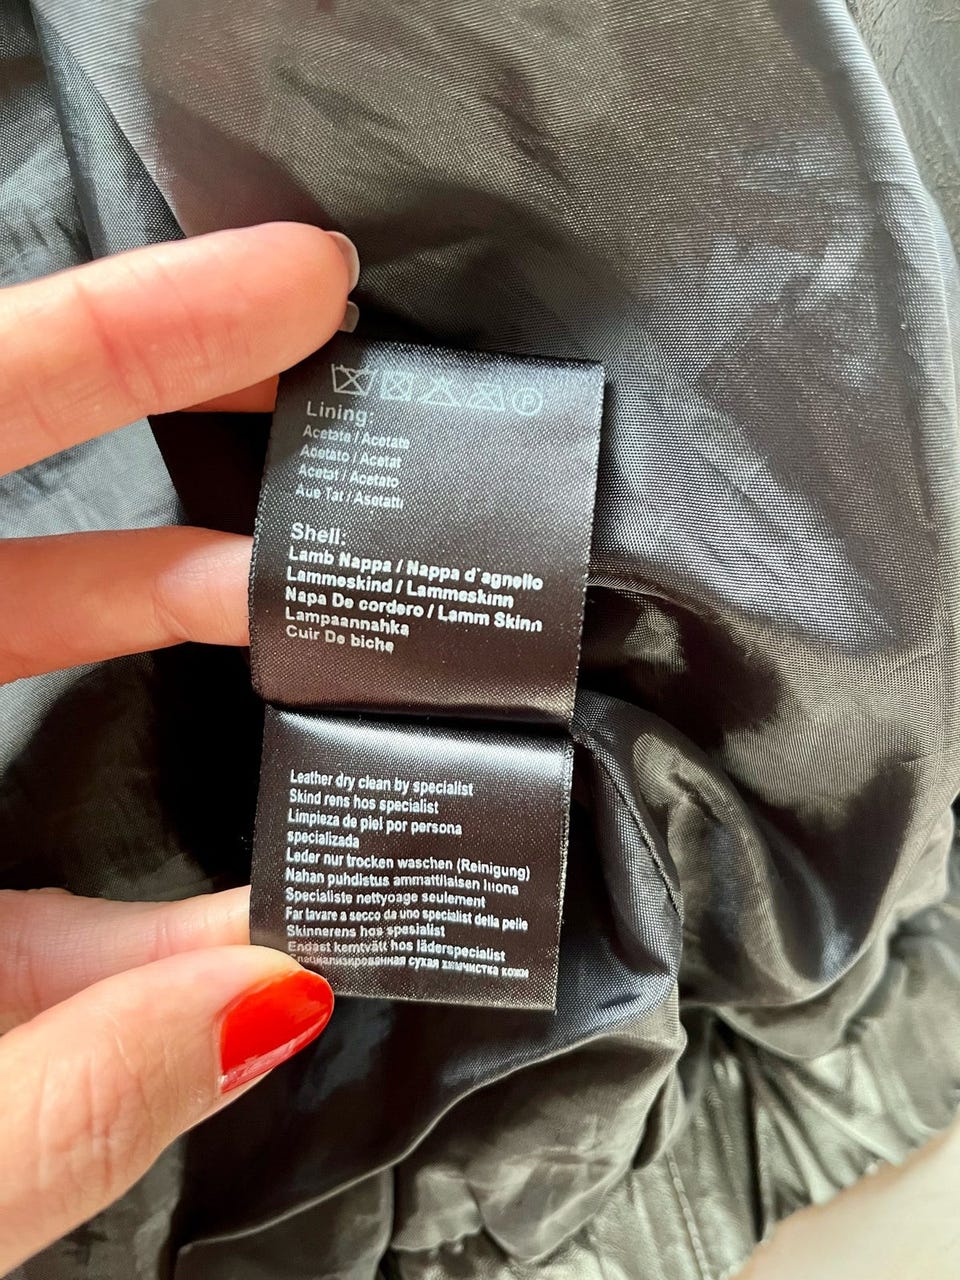 P
Lining:
Acetate / Acetate
Acetato / Acetat
Acetat / Acetato
Aue Tat / Asetatti
Shell:
Lamb Nappa / Nappa d'agnello
Lammeskind / Lammeskinn
Napa De cordero / Lamm Skinn
Lampaannahka
Cuir De biche
Leather dry clean by specialist
Skind rens hos specialist
Limpieza de piel por persona
specializada
Leder nur trocken waschen (Reinigung)
Nahan puhdistus ammattilaisen
Specialiste nettyoage seulement
Far lavare a secco da uno specialist della pelle
Skinnerens hos spesialist
Endast kemtvätt hos läderspecialist
Специализированная сухая химчистка кожи